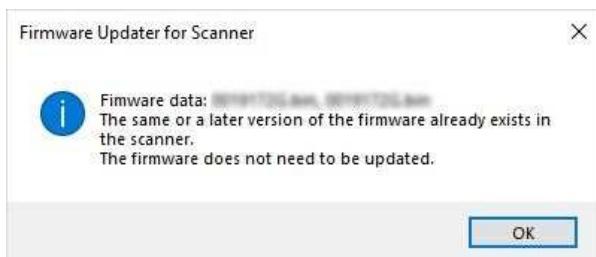 Firmware Updater for Scanner
Fimware data:
The same or a later version of the firmware already exists in
the scanner.
The firmware does not need to be updated.
OK